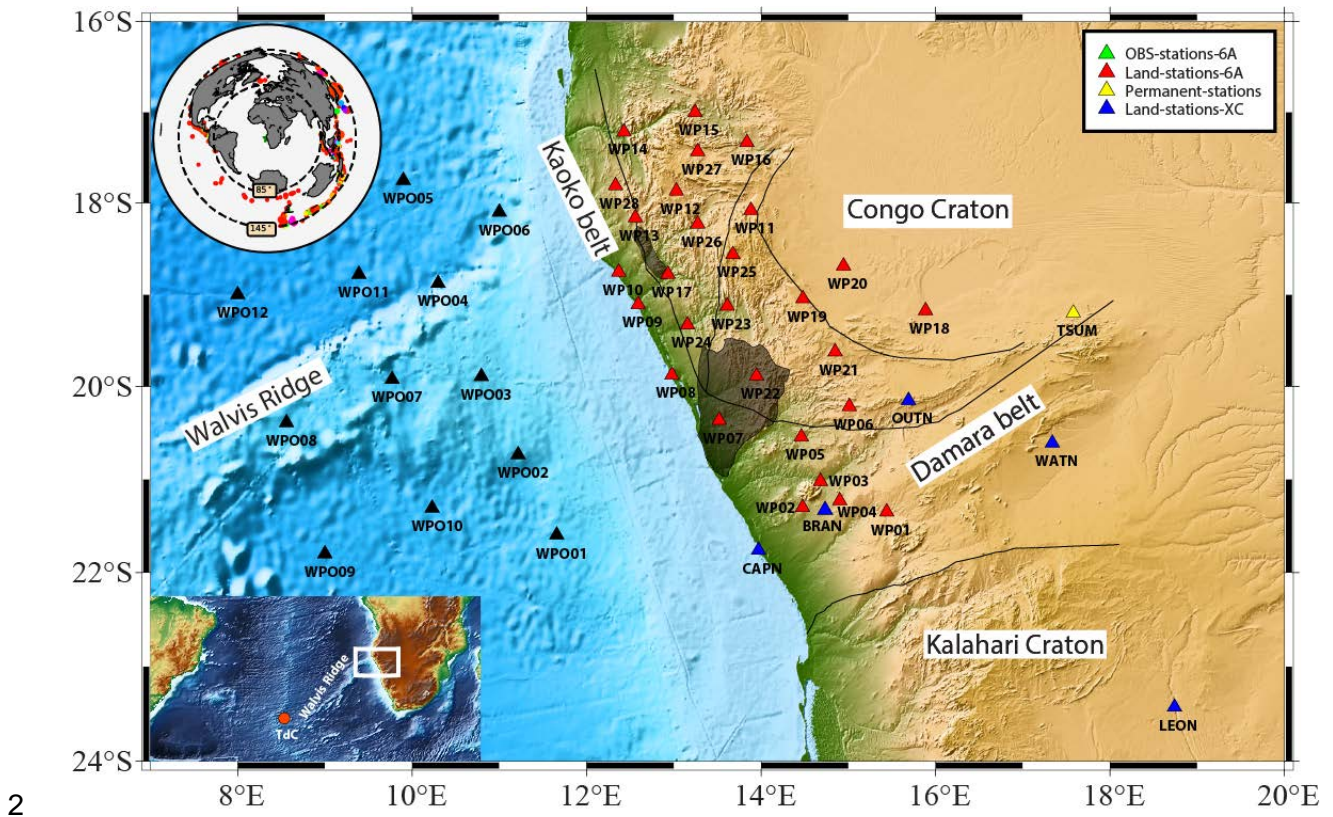 16°S
18°S
20°S
22°S
24°S
8°E
10°E
12°E
14°E
16°E
18°E
20°E
85°
145°
OBS-stations-6A
Land-stations-6A
Permanent-stations
Land-stations-XC
Kaoko belt
Congo Craton
Walvis Ridge
Damara belt
Kalahari Craton
WP15
WP14
WP27
WP16
WPO05
WP28
WP12
WP11
WPO06
WP13
WP26
WP25
WP20
WPO11
WPO04
WP10
WP17
WPO12
WP09
WP23
WP19
WP18
TSUM
WP24
WP21
WPO07
WPO03
WP08
WP22
OUTN
WPO08
WP07
WP06
WP05
WATN
WPO02
WP03
WP02
WP04
BRAN
WP01
WPO10
WPO01
CAPN
WPO09
LEON
Walvis Ridge
TdC
2